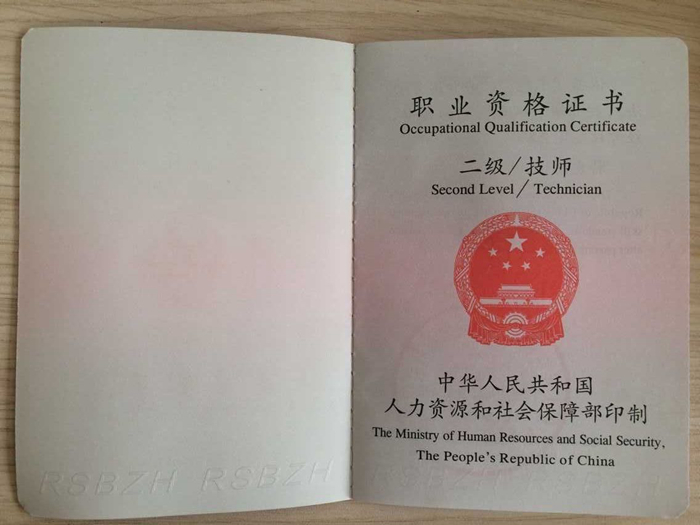 职业资格证书
Occupational Qualification Certificate
二级/技师
Second Level/Technician
中华人民共和国
人力资源和社会保障部印制
The Ministry of Human Resources and Social Security,
The People's Republic of China
RSBZH RSBZH
RSBZH RSBZH